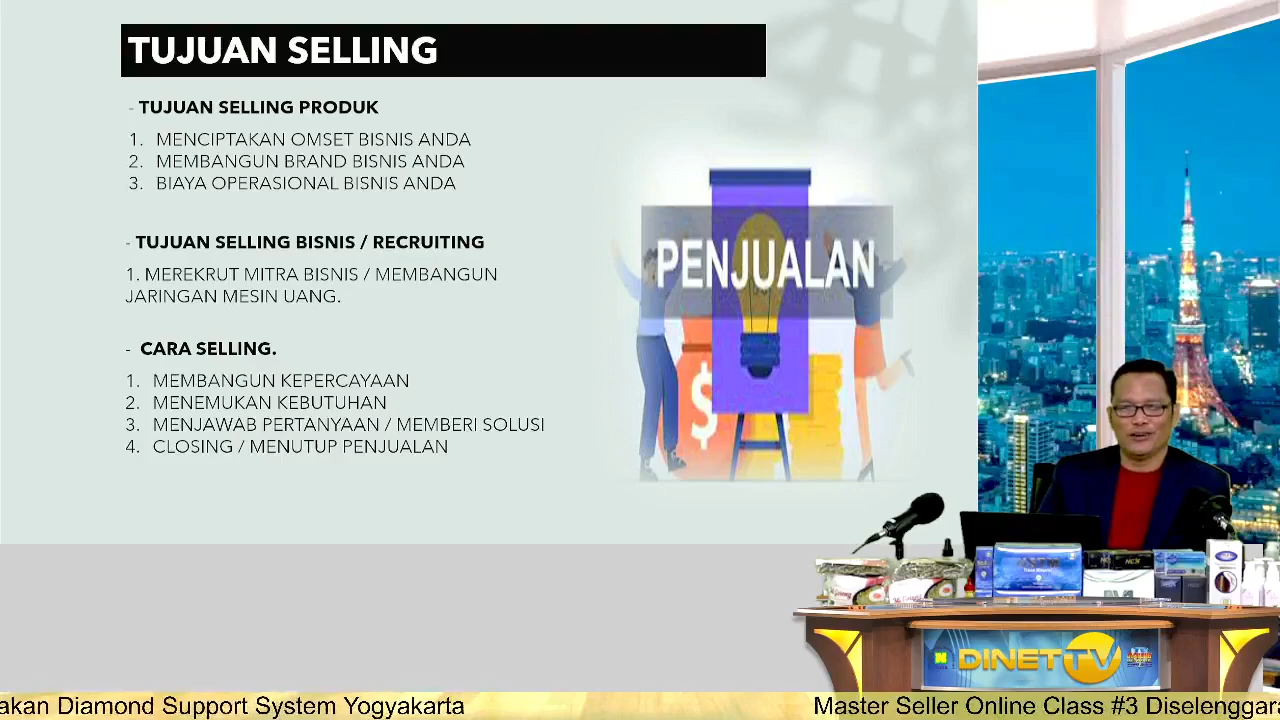 TUJUAN SELLING
- TUJUAN SELLING PRODUK
1. MENCIPTAKAN OMSET BISNIS ANDA
2. MEMBANGUN BRAND BISNIS ANDA
3. BIAYA OPERASIONAL BISNIS ANDA
- TUJUAN SELLING BISNIS / RECRUITING
1. MEREKRUT MITRA BISNIS / MEMBANGUN
JARINGAN MESIN UANG.
- CARA SELLING.
1. MEMBANGUN KEPERCAYAAN
2. MENEMUKAN KEBUTUHAN
3. MENJAWAB PERTANYAAN / MEMBERI SOLUSI
4. CLOSING / MENUTUP PENJUALAN
PENJUALAN
$
DINET TV
akan Diamond Support System Yogyakarta
Master Seller Online Class #3 Diselenggara